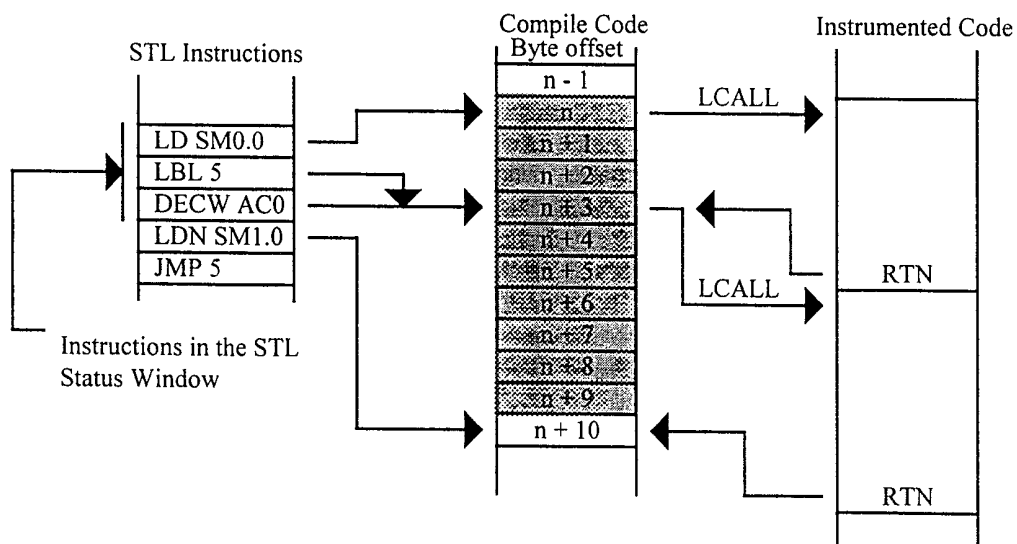 STL Instructions
LD SM0.0
LBL 5
DECW AC0
LDN SM1.0
JMP 5
Instructions in the STL
Status Window
Compile Code
Byte offset
n - 1
n
n + 1
n + 2
n + 3
n + 4
n + 5
n + 6
n + 7
n + 8
n + 9
n + 10
Instrumented Code
LCALL
RTN
LCALL
RTN